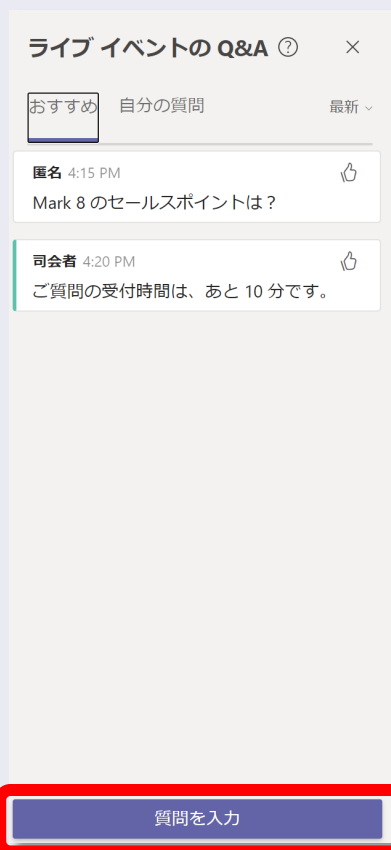 ライブ イベントの Q&A ?
おすすめ 自分の質問 最新
匿名 4:15 PM
Mark 8 のセールスポイントは？
司会者 4:20 PM
ご質問の受付時間は、あと 10 分です。
質問を入力